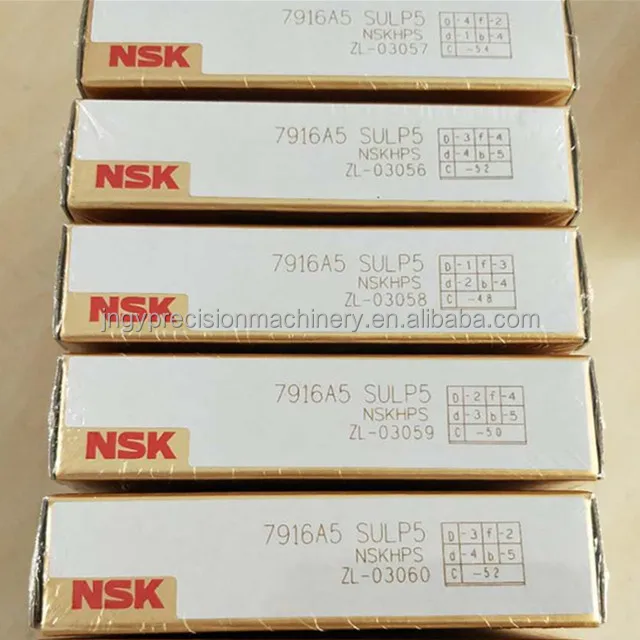 NSK
7916A5 SULP5
NSKHPS
ZL-03057
D -4 f -2
d -1 b -4
C -54
NSK
7916A5 SULP5
NSKHPS
ZL-03056
D -3 f -4
d -4 b -5
C -52
NSK
7916A5 SULP5
NSKHPS
ZL-03058
D -1 f -3
d -2 b -4
C -48
jngyprecisionmachinery.en.alibaba.com
NSK
7916A5 SULP5
NSKHPS
ZL-03059
D -2 f -4
d -3 b -5
C -50
NSK
7916A5 SULP5
NSKHPS
ZL-03060
D -3 f -2
d -4 b -5
C -52